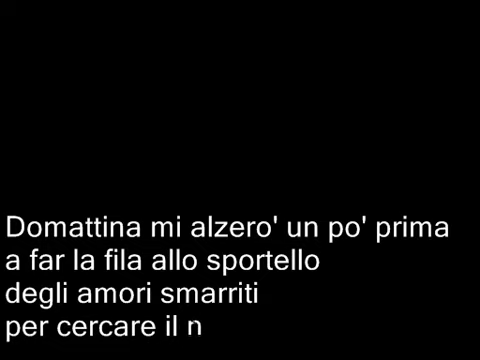 Domattina mi alzero' un po' prima
a far la fila allo sportello
degli amori smarriti
per cercare il n